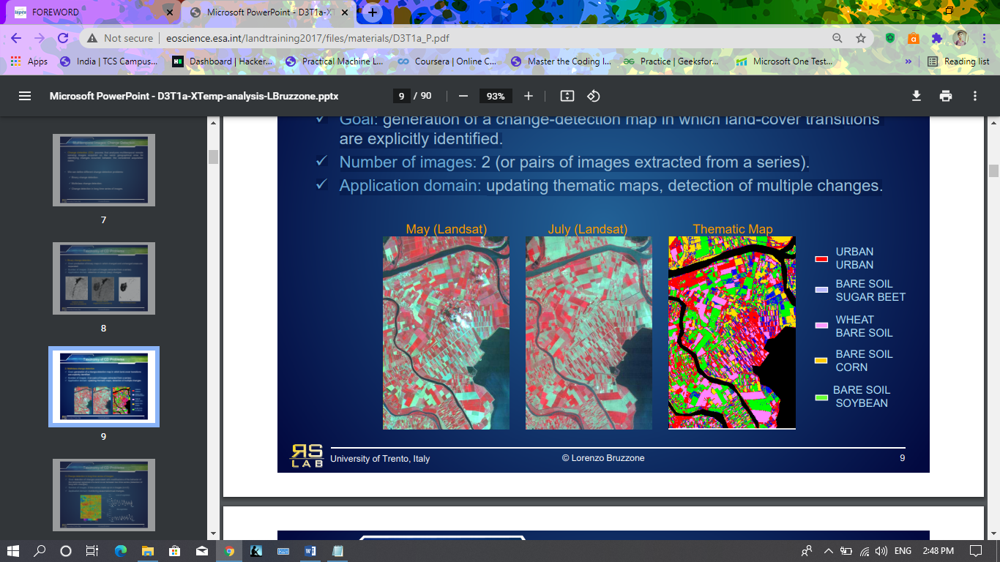 FOREWORD
Microsoft PowerPoint - D3T1a-XT
Not secure
eoscience.esa.int/landtraining2017/files/materials/D3T1a_P.pdf
Apps
India | TCS Campus...
Dashboard | Hacker...
Practical Machine L...
Coursera | Online C...
Master the Coding I...
Practice | Geeksfor...
Microsoft One Test...
»
Reading list
Microsoft PowerPoint - D3T1a-XTemp-analysis-LBruzzone.pptx
9 / 90
93%
7
8
9
Goal: generation of a change-detection map in which land-cover transitions
are explicitly identified.
Number of images: 2 (or pairs of images extracted from a series).
Application domain: updating thematic maps, detection of multiple changes.
May (Landsat)
July (Landsat)
Thematic Map
URBAN
URBAN
BARE SOIL
SUGAR BEET
WHEAT
BARE SOIL
BARE SOIL
CORN
BARE SOIL
SOYBEAN
RS
LAB
University of Trento, Italy
© Lorenzo Bruzzone
9
ENG
2:48 PM